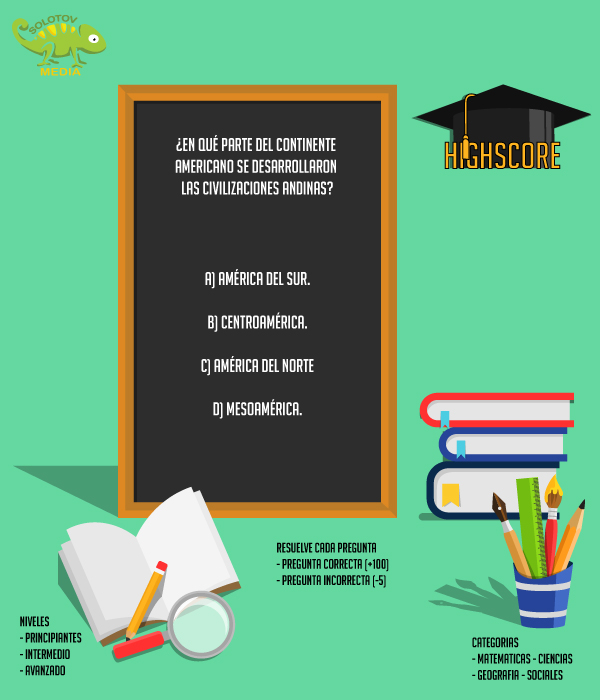 SOLOTOV
MEDIA
HIGHSCORE
¿EN QUÉ PARTE DEL CONTINENTE
AMERICANO SE DESARROLLARON
LAS CIVILIZACIONES ANDINAS?
A) AMÉRICA DEL SUR.
B) CENTROAMÉRICA.
C) AMÉRICA DEL NORTE
D) MESOAMÉRICA.
RESUELVE CADA PREGUNTA
- PREGUNTA CORRECTA (+100)
- PREGUNTA INCORRECTA (-5)
NIVELES
- PRINCIPIANTES
- INTERMEDIO
- AVANZADO
CATEGORIAS
- MATEMATICAS - CIENCIAS
- GEOGRAFIA - SOCIALES